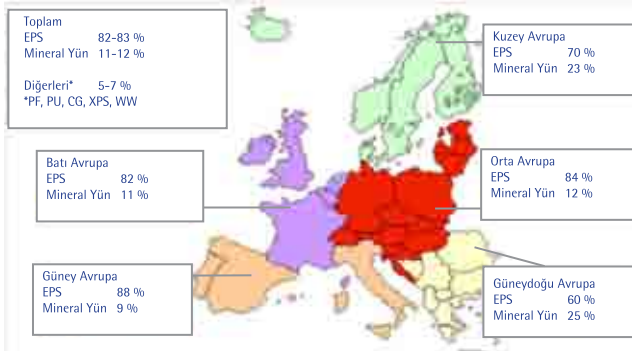 Toplam
EPS 82-83 %
Mineral Yün 11-12 %
Diğerleri* 5-7 %
*PF, PU, CG, XPS, WW
Kuzey Avrupa
EPS 70 %
Mineral Yün 23 %
Batı Avrupa
EPS 82 %
Mineral Yün 11 %
Orta Avrupa
EPS 84 %
Mineral Yün 12 %
Güney Avrupa
EPS 88 %
Mineral Yün 9 %
Güneydoğu Avrupa
EPS 60 %
Mineral Yün 25 %